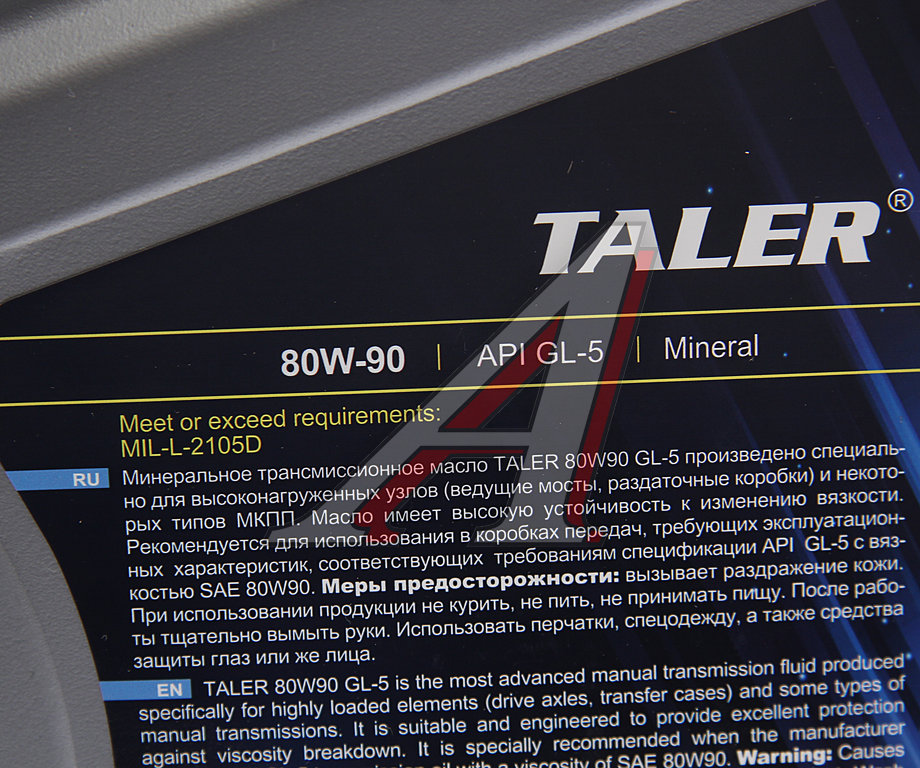 TALER®
80W-90 | API GL-5 | Mineral
Meet or exceed requirements:
MIL-L-2105D
RU Минеральное трансмиссионное масло TALER 80W90 GL-5 произведено специаль-
но для высоконагруженных узлов (ведущие мосты, раздаточные коробки) и некото-
рых типов МКПП. Масло имеет высокую устойчивость к изменению вязкости.
Рекомендуется для использования в коробках передач, требующих эксплуатацион-
ных характеристик, соответствующих требованиям спецификации API GL-5 с вяз-
костью SAE 80W90. Меры предосторожности: вызывает раздражение кожи.
При использовании продукции не курить, не пить, не принимать пищу. После рабо-
ты тщательно вымыть руки. Использовать перчатки, спецодежду, а также средства
защиты глаз или же лица.
EN TALER 80W90 GL-5 is the most advanced manual transmission fluid produced
specifically for highly loaded elements (drive axles, transfer cases) and some types of
manual transmissions. It is suitable and engineered to provide excellent protection
against viscosity breakdown. It is specially recommended when the manufacturer
oil with a viscosity of SAE 80W90. Warning: Causes